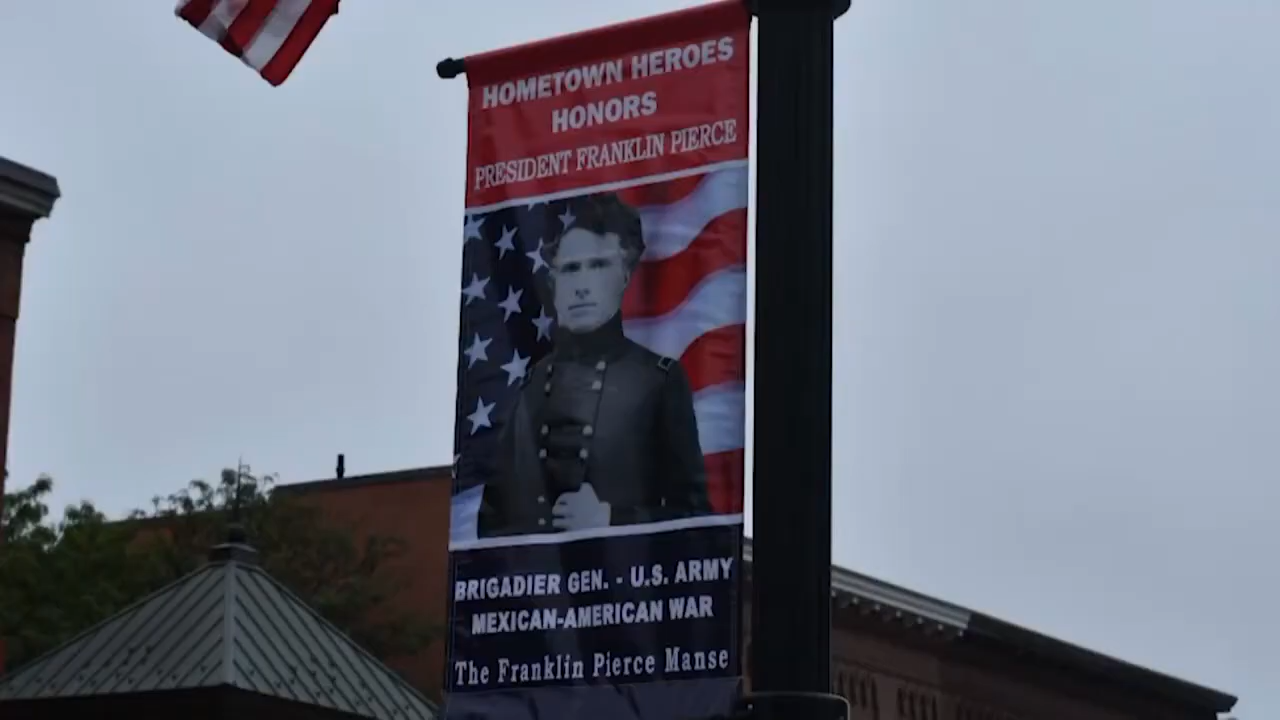 HOMETOWN HEROES
HONORS
PRESIDENT FRANKLIN PIERCE
BRIGADIER GEN. - U.S. ARMY
MEXICAN-AMERICAN WAR
The Franklin Pierce Manse